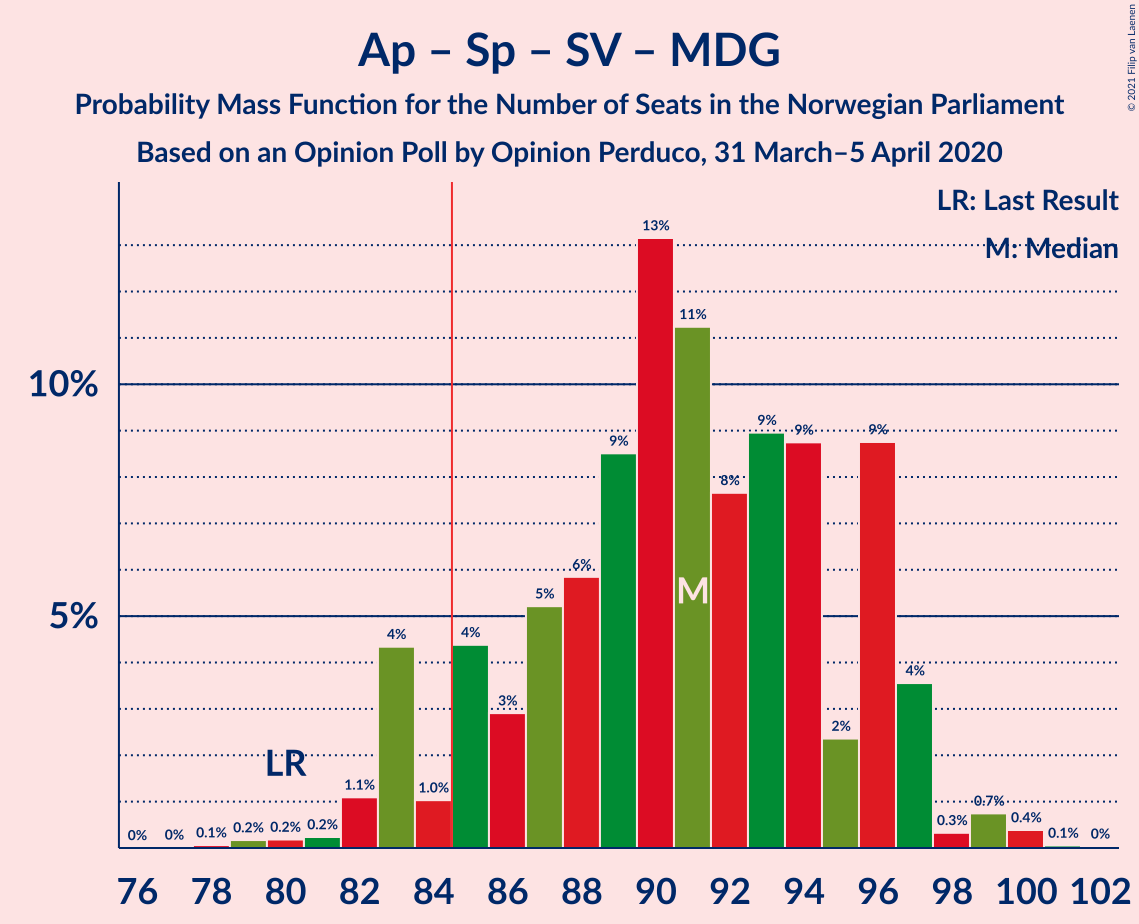 Ap – Sp – SV – MDG
Probability Mass Function for the Number of Seats in the Norwegian Parliament
Based on an Opinion Poll by Opinion Perduco, 31 March–5 April 2020
© 2021 Filip van Laenen
LR: Last Result
M: Median
10%
5%
0% 0% 0.1% 0.2% 0.2% 0.2% 1.1% 4% 1.0% 4% 3% 5% 6% 9% 13% 11% 8% 9% 9% 2% 9% 4% 0.3% 0.7% 0.4% 0.1% 0%
LR
M
76 78 80 82 84 86 88 90 92 94 96 98 100 102